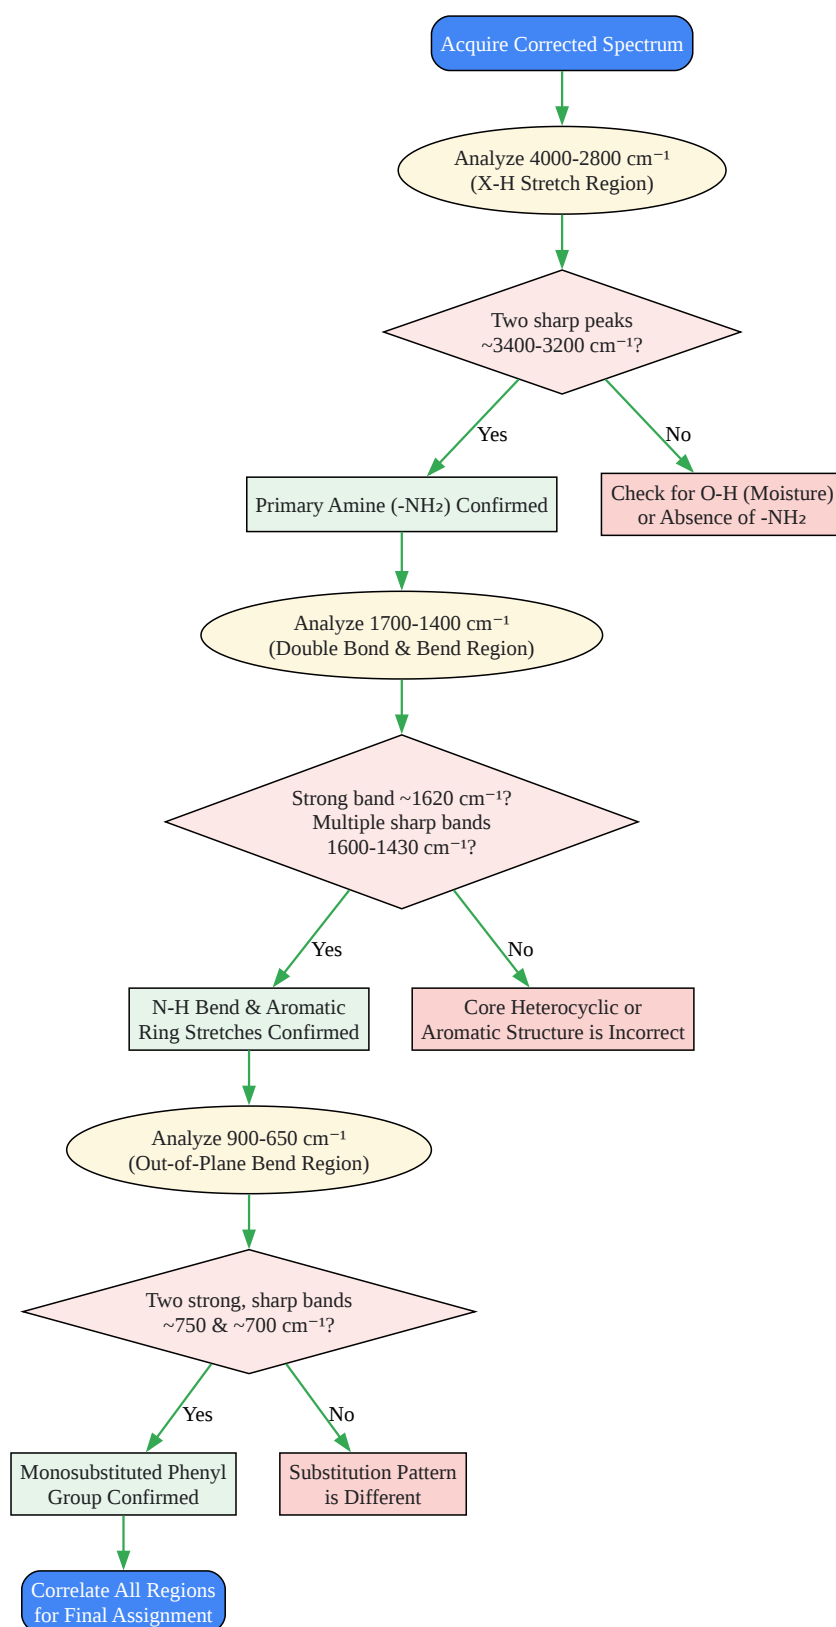 Acquire Corrected Spectrum
Analyze 4000-2800 cm⁻¹
(X-H Stretch Region)
Two sharp peaks
~3400-3200 cm⁻¹?
Yes
No
Primary Amine (-NH₂) Confirmed
Check for O-H (Moisture)
or Absence of -NH₂
Analyze 1700-1400 cm⁻¹
(Double Bond & Bend Region)
Strong band ~1620 cm⁻¹?
Multiple sharp bands
1600-1430 cm⁻¹?
Yes
No
N-H Bend & Aromatic
Ring Stretches Confirmed
Core Heterocyclic or
Aromatic Structure is Incorrect
Analyze 900-650 cm⁻¹
(Out-of-Plane Bend Region)
Two strong, sharp bands
~750 & ~700 cm⁻¹?
Yes
No
Monosubstituted Phenyl
Group Confirmed
Substitution Pattern
is Different
Correlate All Regions
for Final Assignment